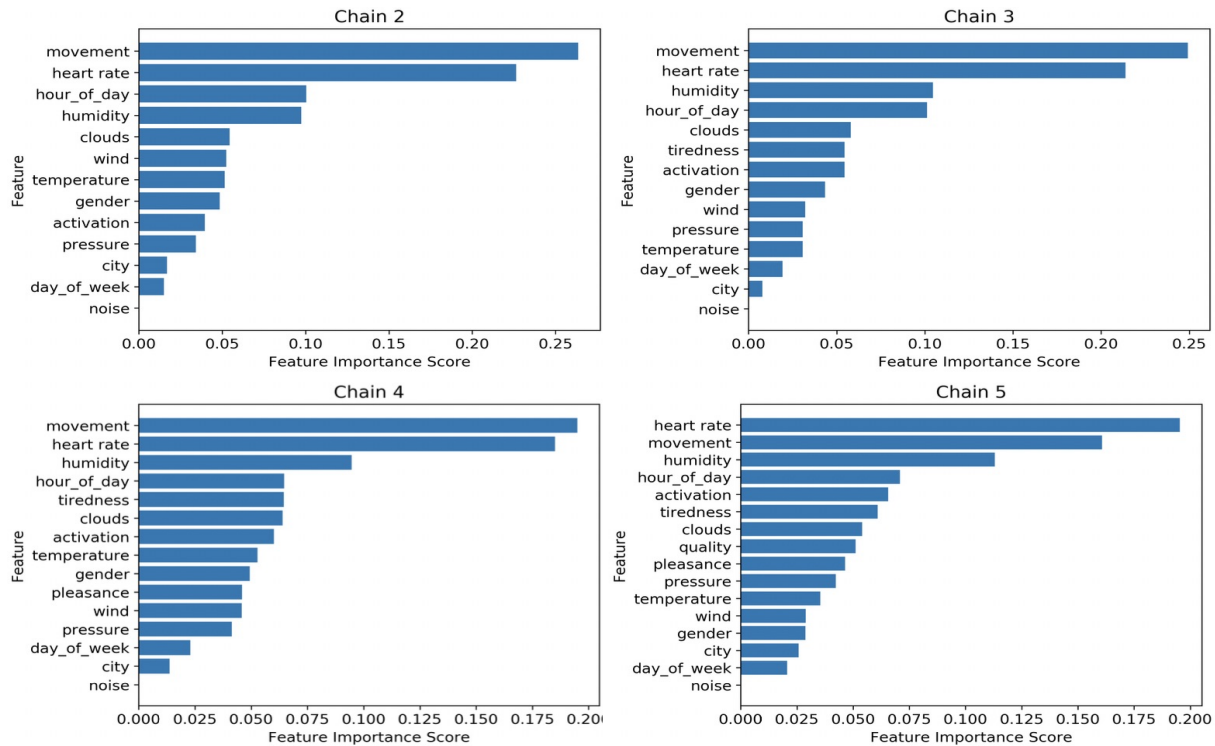 Chain 2
movement
heart rate
hour_of_day
humidity
clouds
wind
temperature
gender
activation
pressure
city
day_of_week
noise
Feature
0.00 0.05 0.10 0.15 0.20 0.25
Feature Importance Score
Chain 3
movement
heart rate
humidity
hour_of_day
clouds
tiredness
activation
gender
wind
pressure
temperature
day_of_week
city
noise
Feature
0.00 0.05 0.10 0.15 0.20 0.25
Feature Importance Score
Chain 4
movement
heart rate
humidity
hour_of_day
tiredness
clouds
activation
temperature
gender
pleasance
wind
pressure
day_of_week
city
noise
Feature
0.000 0.025 0.050 0.075 0.100 0.125 0.150 0.175 0.20
Feature Importance Score
Chain 5
heart rate
movement
humidity
hour_of_day
activation
tiredness
clouds
quality
pleasance
pressure
temperature
wind
gender
city
day_of_week
noise
Feature
0.000 0.025 0.050 0.075 0.100 0.125 0.150 0.175 0.200
Feature Importance Score